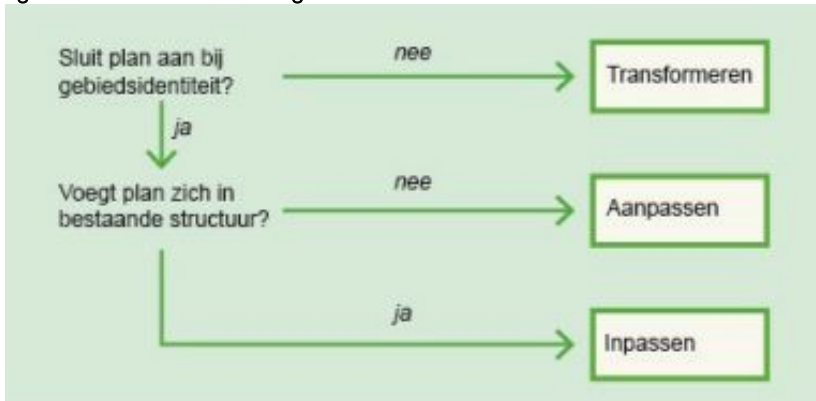 Sluit plan aan bij
gebiedsidentiteit?
nee
Transformeren
ja
Voegt plan zich in
bestaande structuur?
nee
Aanpassen
ja
Inpassen